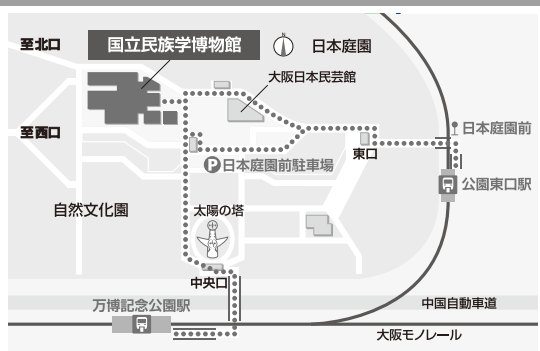 至北口
国立民族学博物館
日本庭園
大阪日本民芸館
至西口
日本庭園前
東口
P日本庭園前駐車場
公園東口駅
自然文化園
太陽の塔
中央口
万博記念公園駅
中国自動車道
大阪モノレール